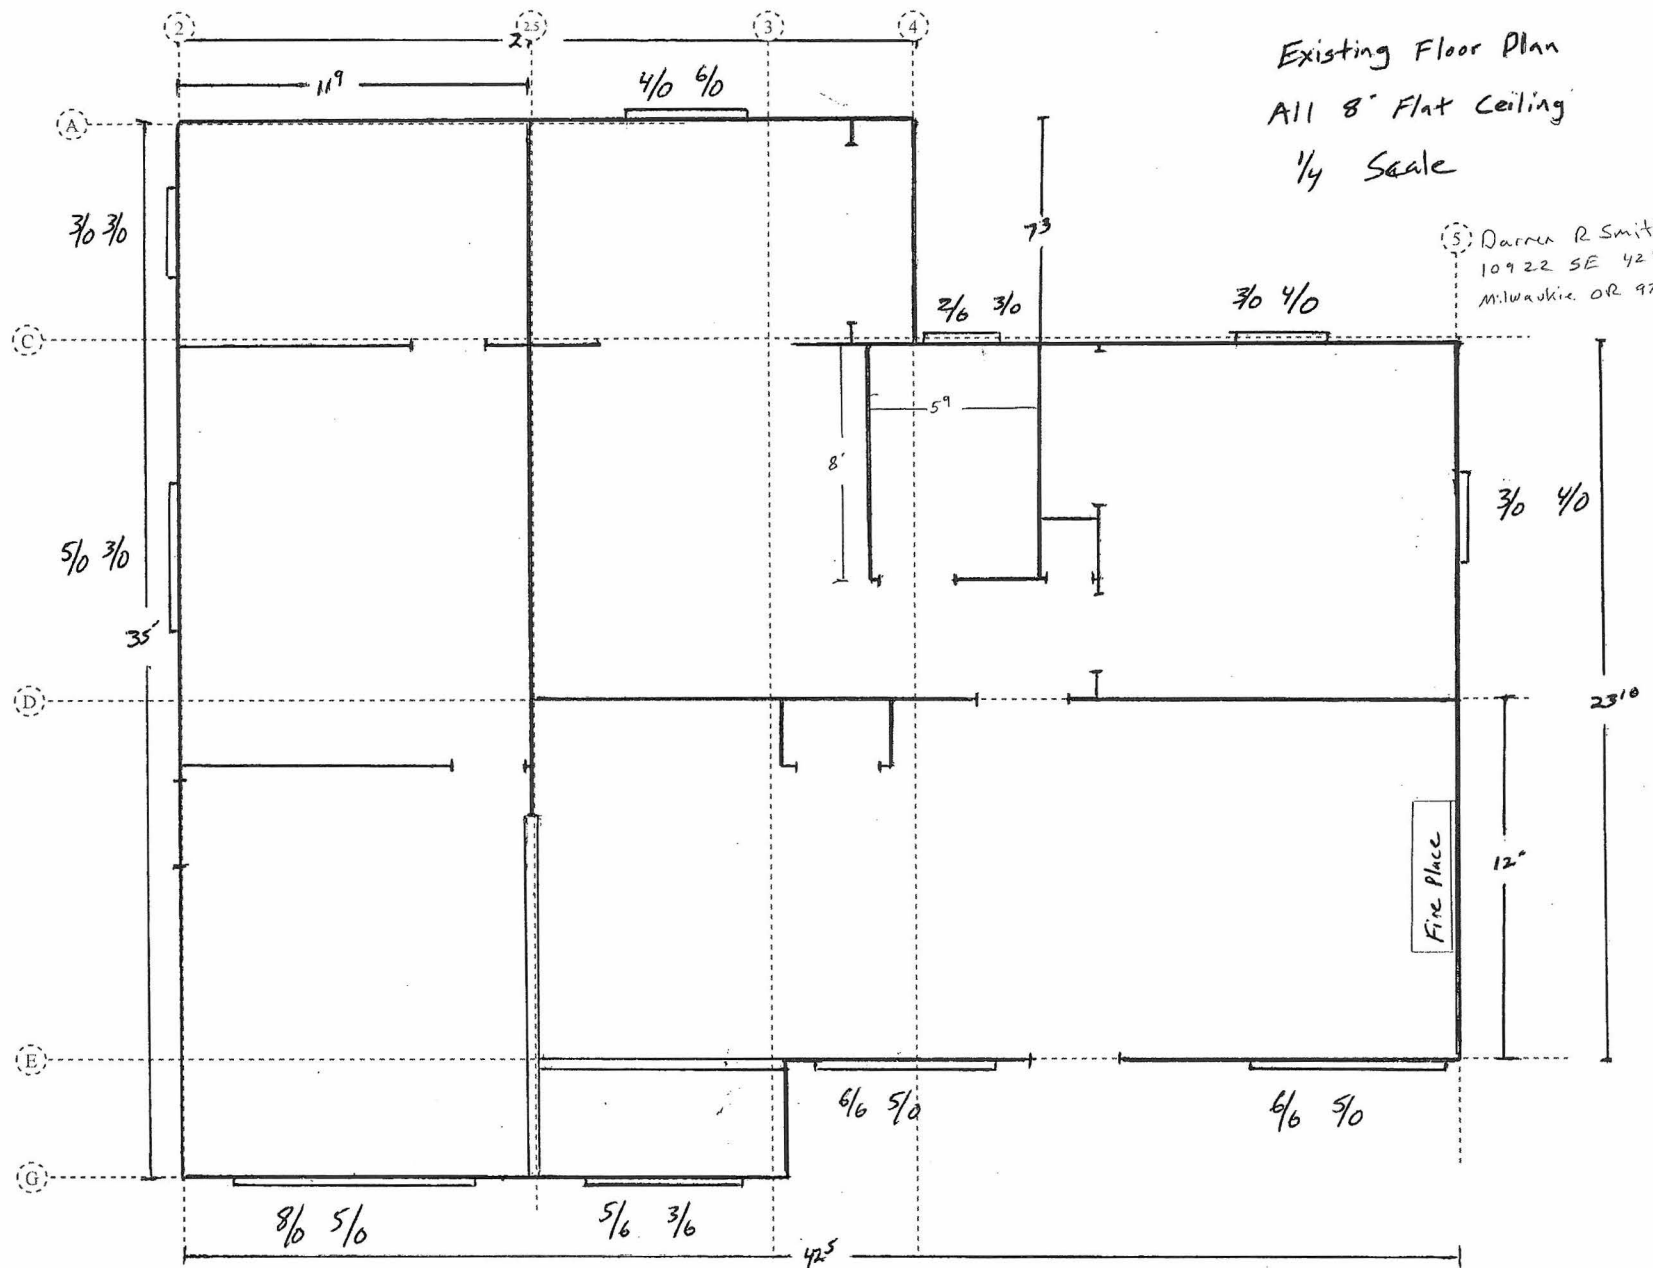 2 2.5 3 4
2
11⁹
4/0 6/0
Existing Floor Plan
All 8' Flat Ceiling
1/4 Scale
A
3/0 3/0
7³
5
Darren R Smit
10922 SE 42
Milwaukie OR 97
2/6 3/0
3/0 4/0
C
5⁹
8'
3/0 4/0
5/0 3/0
35'
D
23¹⁰
12'
Fire Place
E
6/6 5/0
6/6 5/0
G
8/0 5/0
5/6 3/6
42⁵